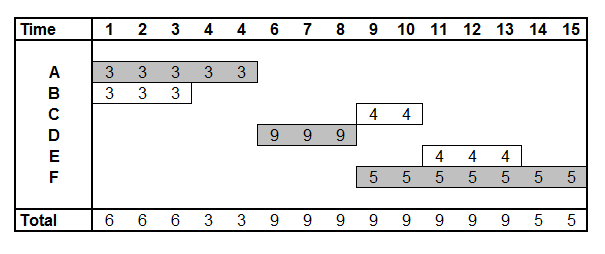 Time 1 2 3 4 4 6 7 8 9 10 11 12 13 14 15
A 3 3 3 3 3
B 3 3 3
C 4 4
D 9 9 9
E 4 4 4
F 5 5 5 5 5 5 5
Total 6 6 6 3 3 9 9 9 9 9 9 9 9 5 5